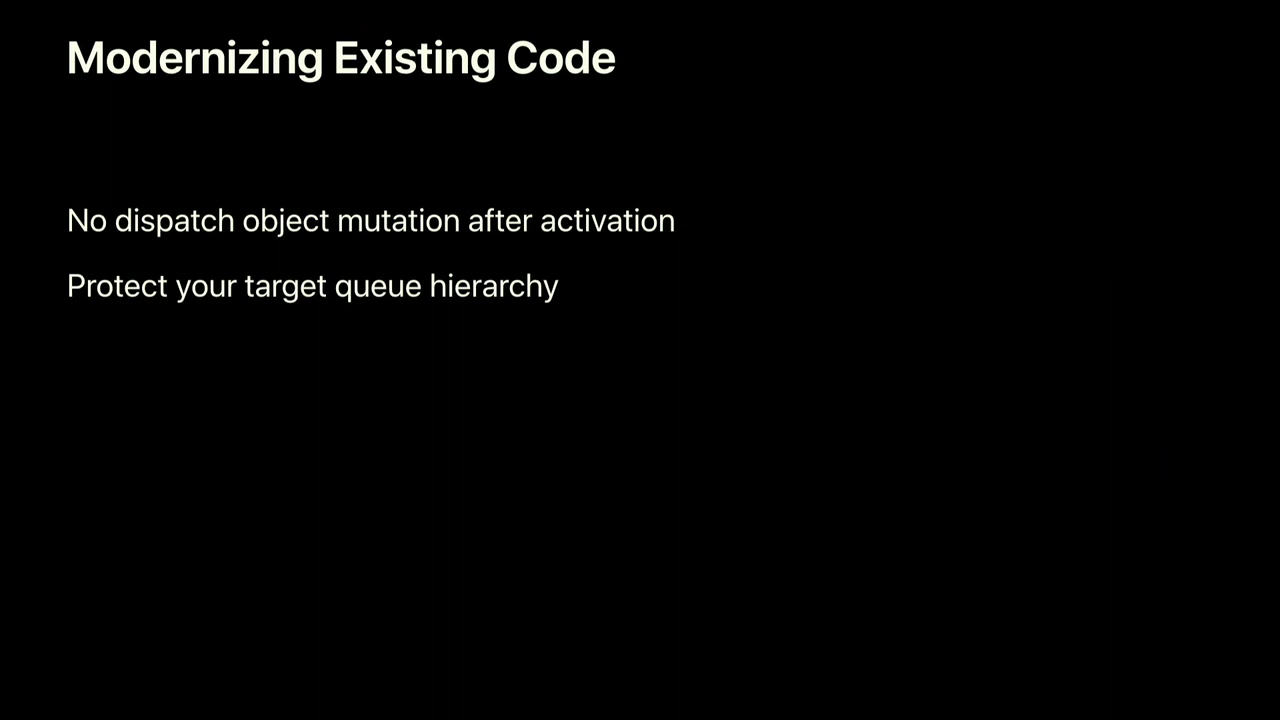 Modernizing Existing Code
No dispatch object mutation after activation
Protect your target queue hierarchy